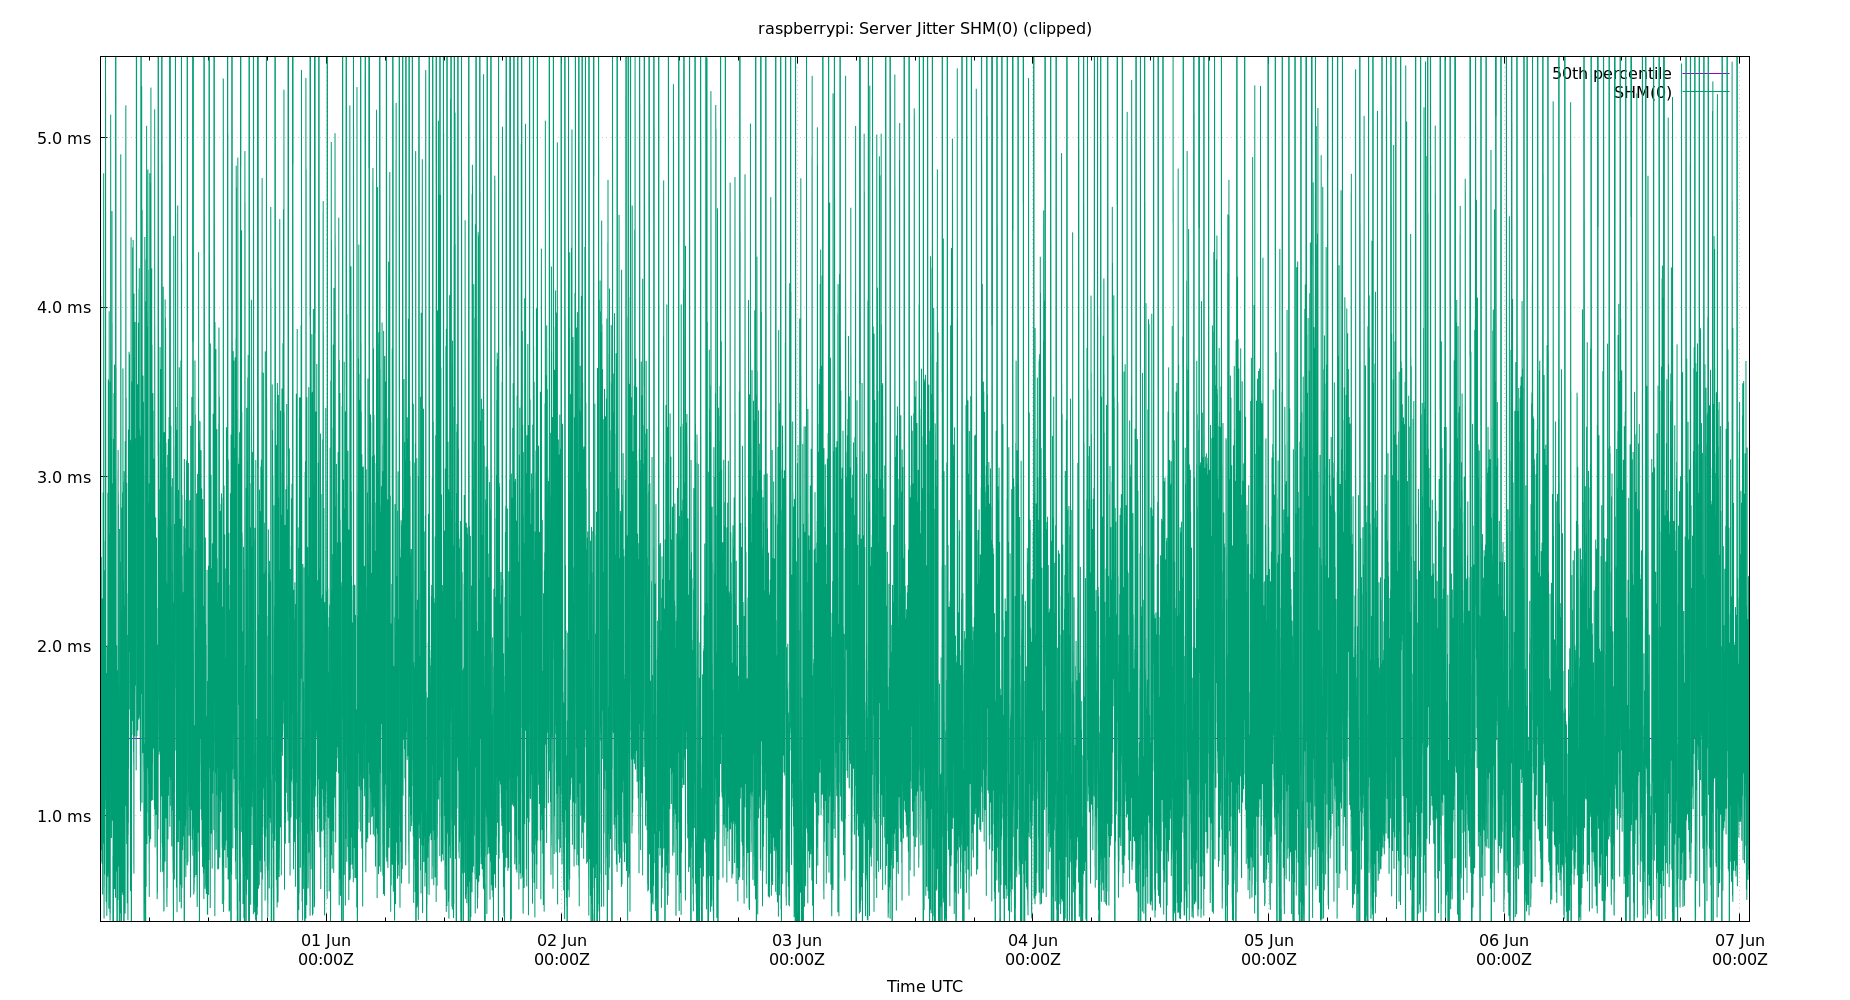 raspberrypi: Server Jitter SHM(0) (clipped)
50th percentile
SHM(0)
5.0 ms
4.0 ms
3.0 ms
2.0 ms
1.0 ms
01 Jun 02 Jun 03 Jun 04 Jun 05 Jun 06 Jun 07 Jun
00:00Z 00:00Z 00:00Z 00:00Z 00:00Z 00:00Z 00:00Z
Time UTC